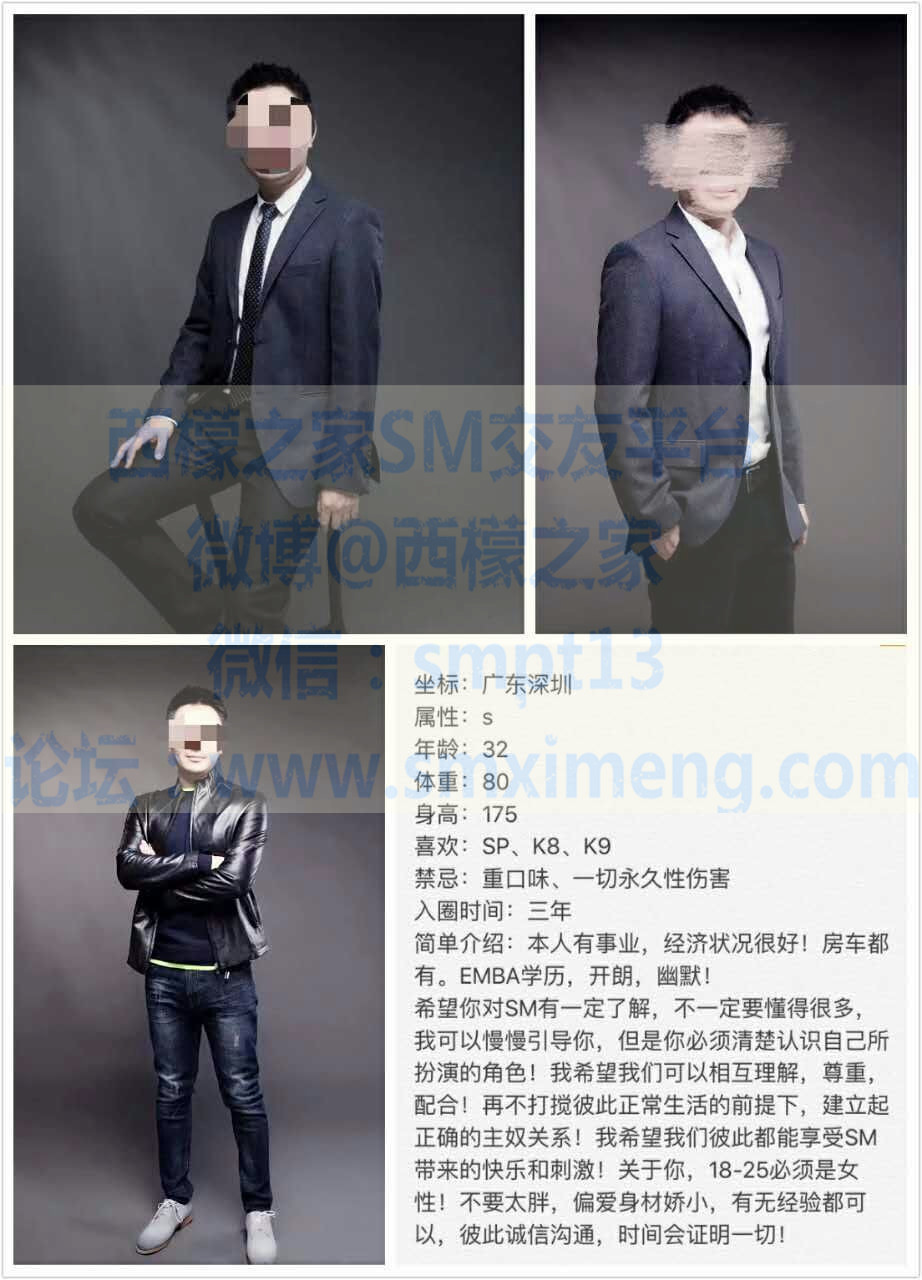 西檬之家SM交友平台
微博@西檬之家
微信：smpt13
论坛：www.smximeng.com
坐标：广东深圳
属性：s
年龄：32
体重：80
身高：175
喜欢：SP、K8、K9
禁忌：重口味、一切永久性伤害
入圈时间：三年
简单介绍：本人有事业，经济状况很好！房车都
有。EMBA学历，开朗，幽默！
希望你对SM有一定了解，不一定要懂得很多，
我可以慢慢引导你，但是你必须清楚认识自己所
扮演的角色！我希望我们可以相互理解，尊重，
配合！再不打搅彼此正常生活的前提下，建立起
正确的主奴关系！我希望我们彼此都能享受SM
带来的快乐和刺激！关于你，18-25必须是女
性！不要太胖，偏爱身材娇小，有无经验都可
以，彼此诚信沟通，时间会证明一切！